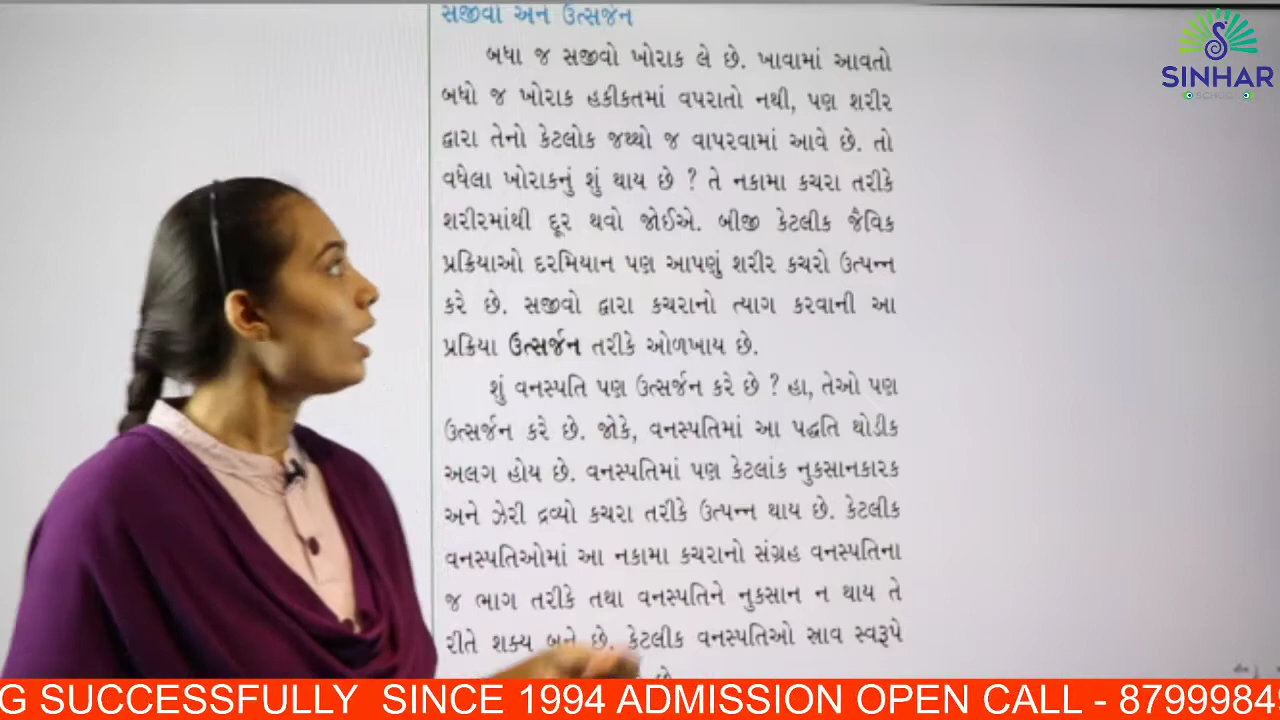 સજીવો અને ઉત્સર્જન
SINHAR
SCHOOL
બધા જ સજીવો ખોરાક લે છે. ખાવામાં આવતો
બધો જ ખોરાક હકીકતમાં વપરાતો નથી, પણ શરીર
દ્વારા તેનો કેટલોક જથ્થો જ વાપરવામાં આવે છે. તો
વધેલા ખોરાકનું શું થાય છે ? તે નકામા કચરા તરીકે
શરીરમાંથી દૂર થવો જોઈએ. બીજી કેટલીક જૈવિક
પ્રક્રિયાઓ દરમિયાન પણ આપણું શરીર કચરો ઉત્પન્ન
કરે છે. સજીવો દ્વારા કચરાનો ત્યાગ કરવાની આ
પ્રક્રિયા ઉત્સર્જન તરીકે ઓળખાય છે.
શું વનસ્પતિ પણ ઉત્સર્જન કરે છે ? હા, તેઓ પણ
ઉત્સર્જન કરે છે. જોકે, વનસ્પતિમાં આ પદ્ધતિ થોડીક
અલગ હોય છે. વનસ્પતિમાં પણ કેટલાંક નુકસાનકારક
અને ઝેરી દ્રવ્યો કચરા તરીકે ઉત્પન્ન થાય છે. કેટલીક
વનસ્પતિઓમાં આ નકામા કચરાનો સંગ્રહ વનસ્પતિના
જ ભાગ તરીકે તથા વનસ્પતિને નુકસાન ન થાય તે
રીતે શક્ય બને છે. કેટલીક વનસ્પતિઓ સ્રાવ સ્વરૂપે
G SUCCESSFULLY SINCE 1994 ADMISSION OPEN CALL - 8799984